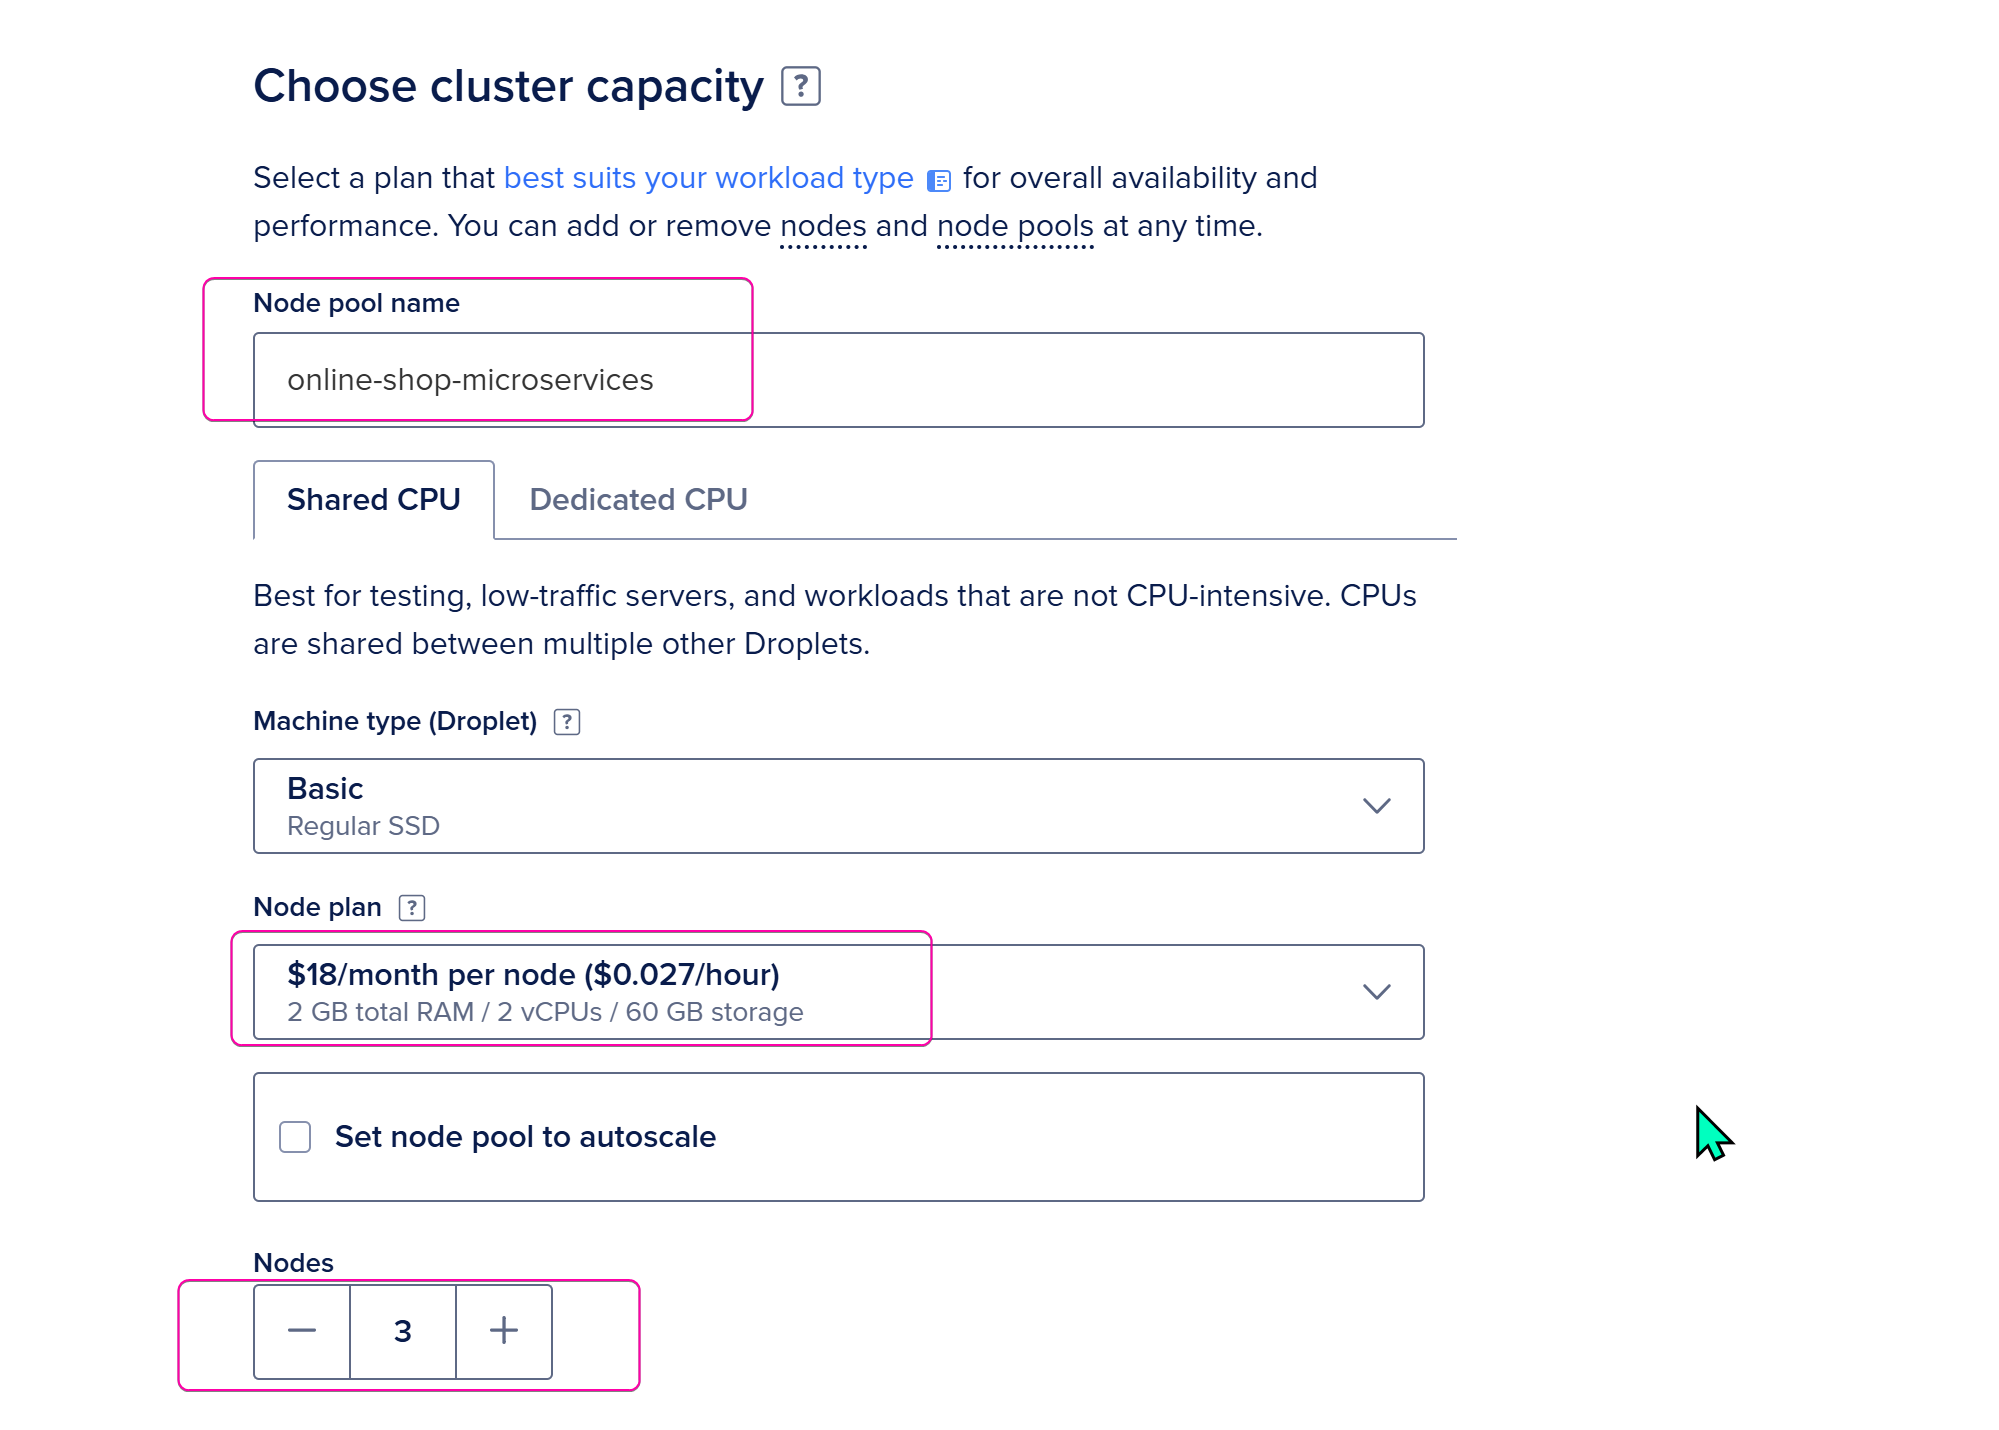 Choose cluster capacity ?
Select a plan that best suits your workload type for overall availability and
performance. You can add or remove nodes and node pools at any time.
Node pool name
online-shop-microservices
Shared CPU Dedicated CPU
Best for testing, low-traffic servers, and workloads that are not CPU-intensive. CPUs
are shared between multiple other Droplets.
Machine type (Droplet) ?
Basic
Regular SSD
Node plan ?
$18/month per node ($0.027/hour)
2 GB total RAM / 2 vCPUs / 60 GB storage
Set node pool to autoscale
Nodes
— 3 +